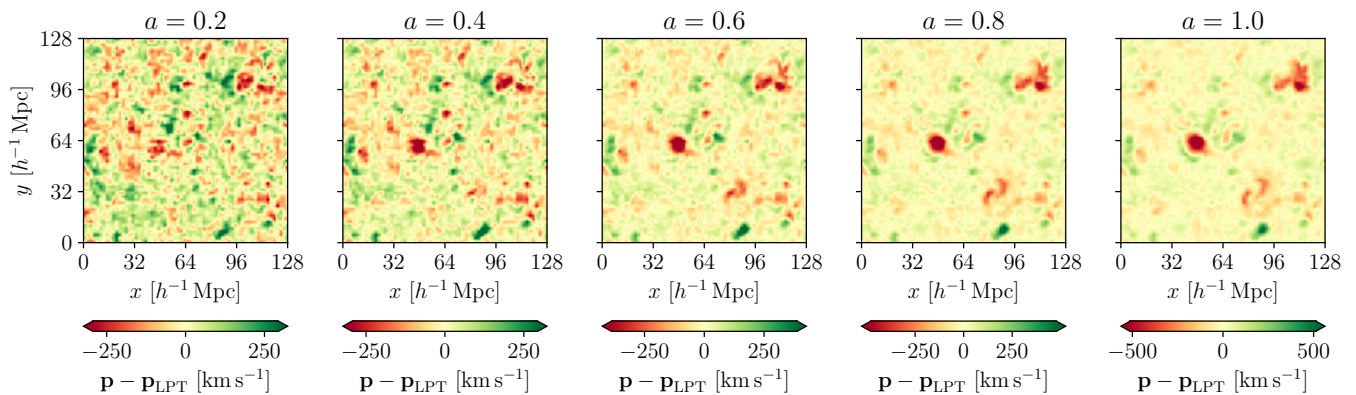 a = 0.2 a = 0.4 a = 0.6 a = 0.8 a = 1.0
128
96
64
32
0
y [h⁻¹ Mpc]
0 32 64 96 128 0 32 64 96 128 0 32 64 96 128 0 32 64 96 128 0 32 64 96 128
x [h⁻¹ Mpc] x [h⁻¹ Mpc] x [h⁻¹ Mpc] x [h⁻¹ Mpc] x [h⁻¹ Mpc]
−250 0 250 −250 0 250 −250 0 250 −250 0 250 −500 0 500
p − p_LPT [km s⁻¹] p − p_LPT [km s⁻¹] p − p_LPT [km s⁻¹] p − p_LPT [km s⁻¹] p − p_LPT [km s⁻¹]